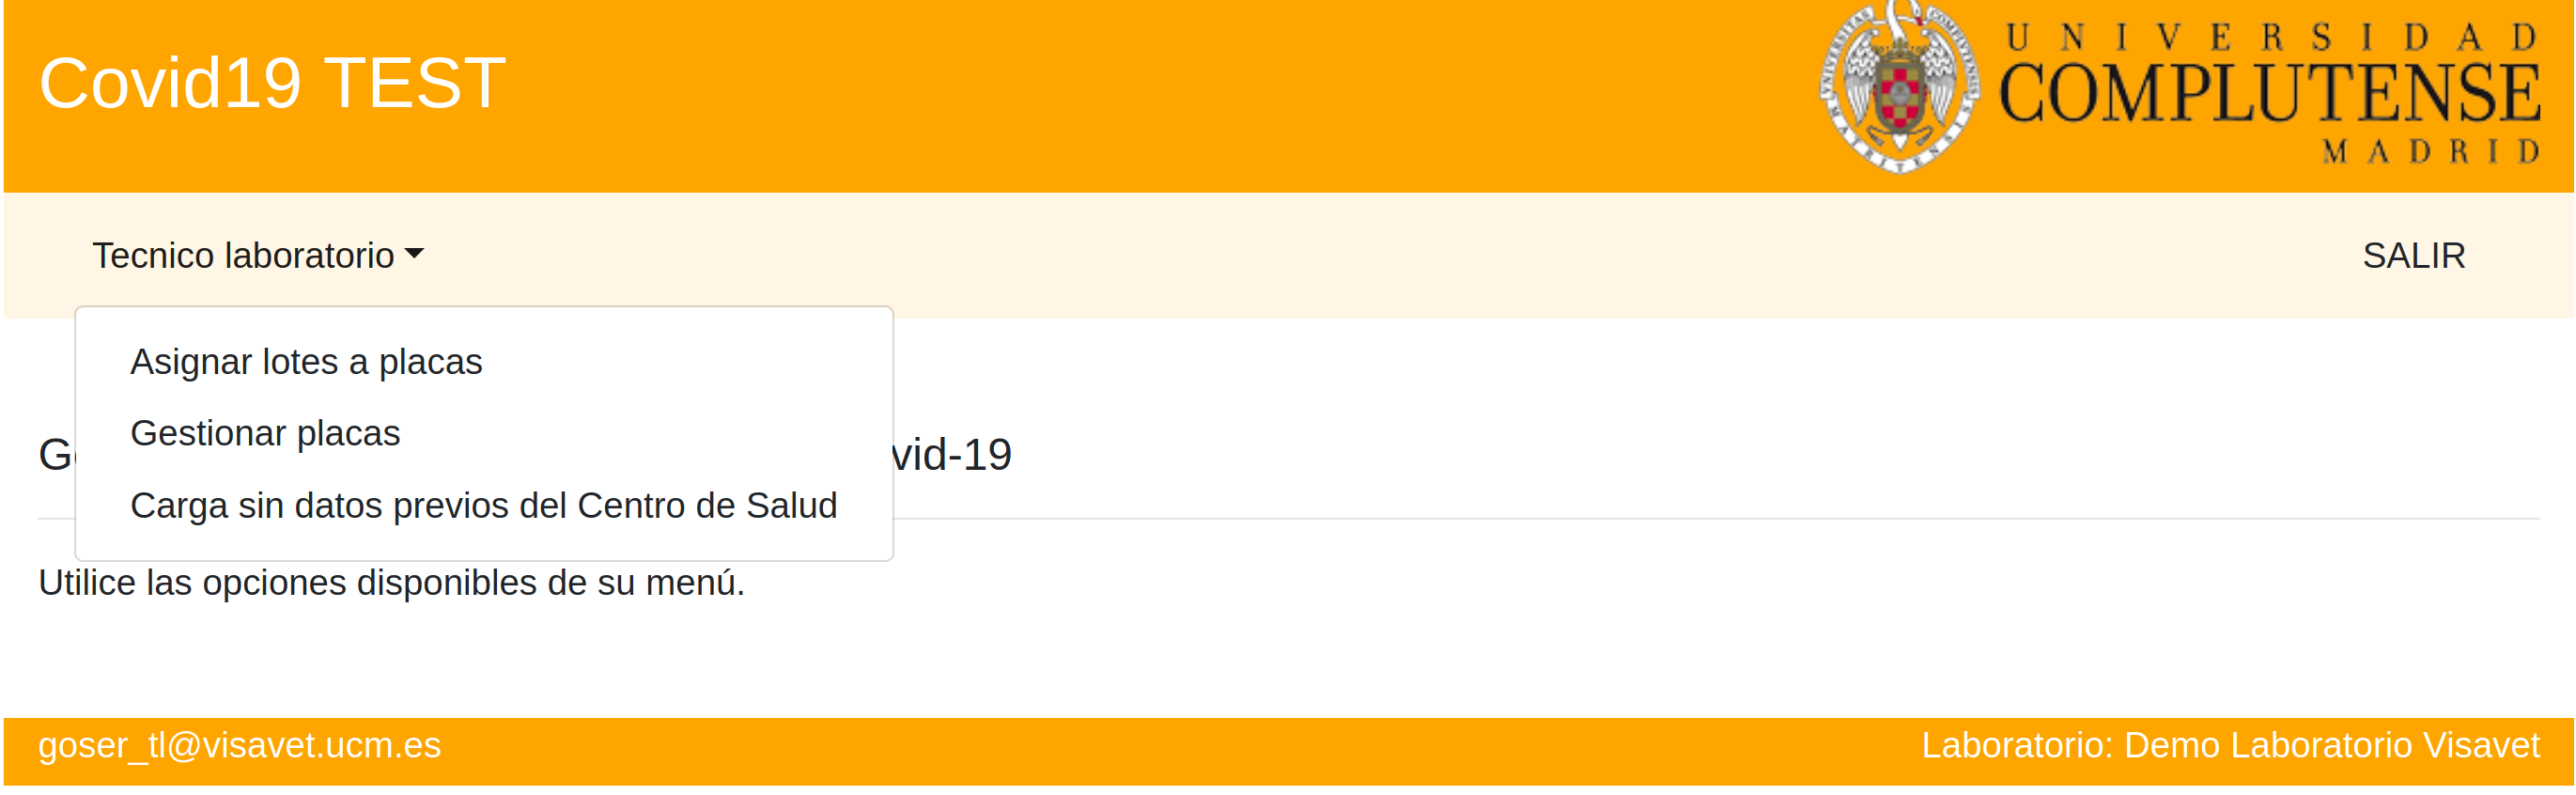 Covid19 TEST
UNIVERSIDAD
COMPLUTENSE
MADRID
Tecnico laboratorio
SALIR
Asignar lotes a placas
Gestionar placas
vid-19
Carga sin datos previos del Centro de Salud
Utilice las opciones disponibles de su menú.
goser_tl@visavet.ucm.es
Laboratorio: Demo Laboratorio Visavet